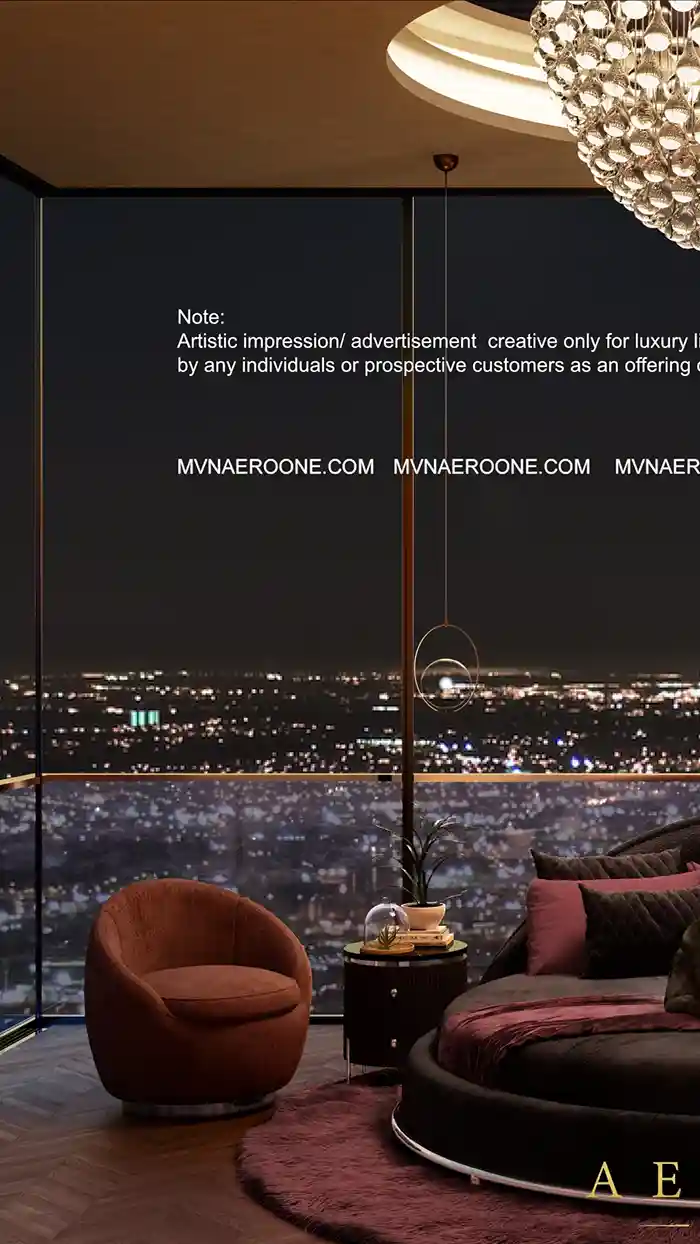 Note:
Artistic impression/ advertisement creative only for luxury
by any individuals or prospective customers as an offering
MVNAEROONE.COM MVNAEROONE.COM MVNAER
A E